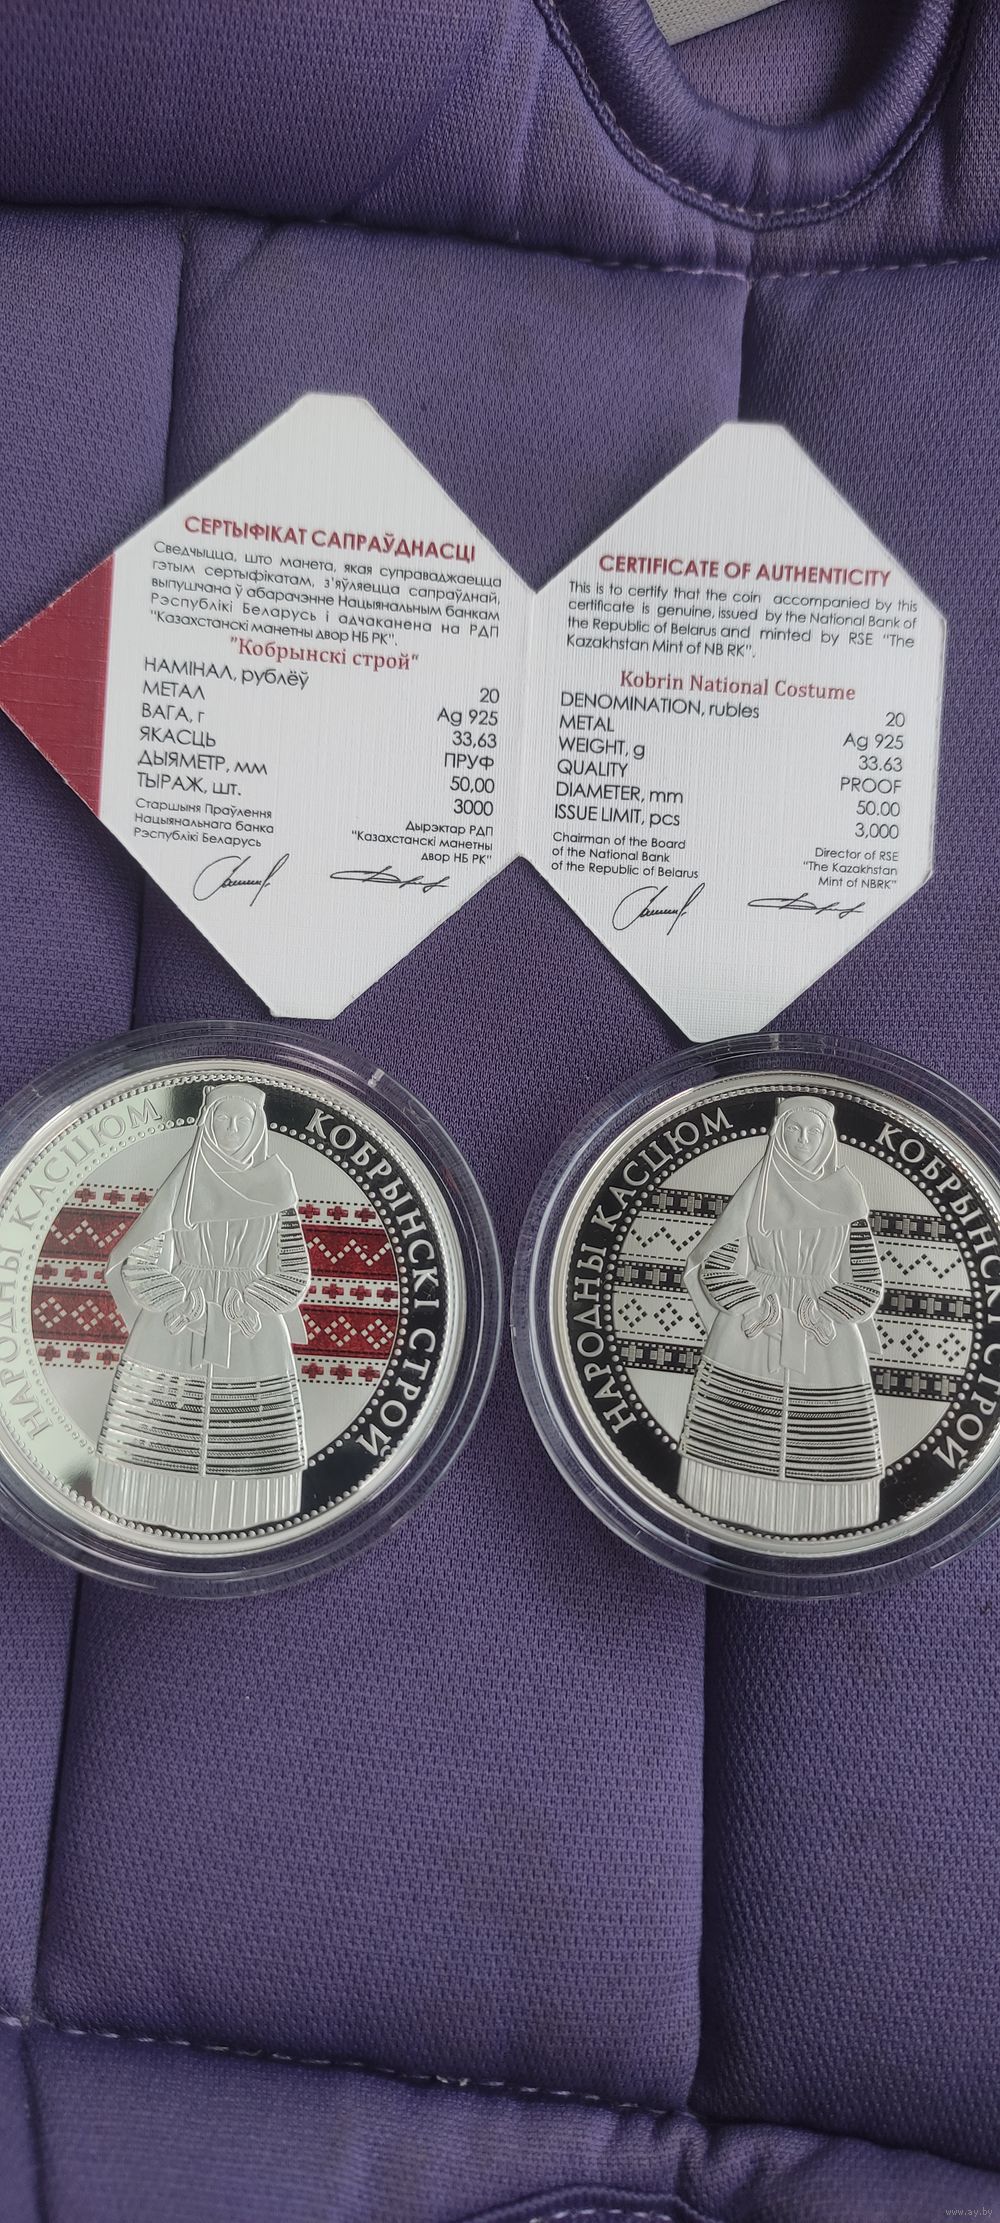 СЕРТЫФІКАТ САПРАЎДНАСЦІ
Сведчыцца, што манета, якая суправаджаецца
гэтым сертыфікатам, з'яўляецца сапраўднай,
выпушчана ў абарачэнне Нацыянальным банкам
Рэспублікі Беларусь і адчаканена на РДП
"Казахстанскі манетны двор НБ РК".
"Кобрынскі строй"
НАМІНАЛ, рублёў 20
МЕТАЛ Ag 925
ВАГА, г 33,63
ЯКАСЦЬ ПРУФ
ДЫЯМЕТР, мм 50,00
ТЫРАЖ, шт. 3000
Старшыня Праўлення
Нацыянальнага банка
Рэспублікі Беларусь
Дырэктар РДП
"Казахстанскі манетны
двор НБ РК"
CERTIFICATE OF AUTHENTICITY
This is to certify that the coin accompanied by this
certificate is genuine, issued by the National Bank of
the Republic of Belarus and minted by RSE "The
Kazakhstan Mint of NB RK".
Kobrin National Costume
DENOMINATION, rubles 20
METAL Ag 925
WEIGHT, g 33.63
QUALITY PROOF
DIAMETER, mm 50.00
ISSUE LIMIT, pcs 3,000
Chairman of the Board
of the National Bank
of the Republic of Belarus
Director of RSE
"The Kazakhstan
Mint of NBRK"
НАРОДНЫ КАСЦЮМ
КОБРЫНСКІ СТРОЙ
НАРОДНЫ КАСЦЮМ
КОБРЫНСКІ СТРОЙ
www.ay.by